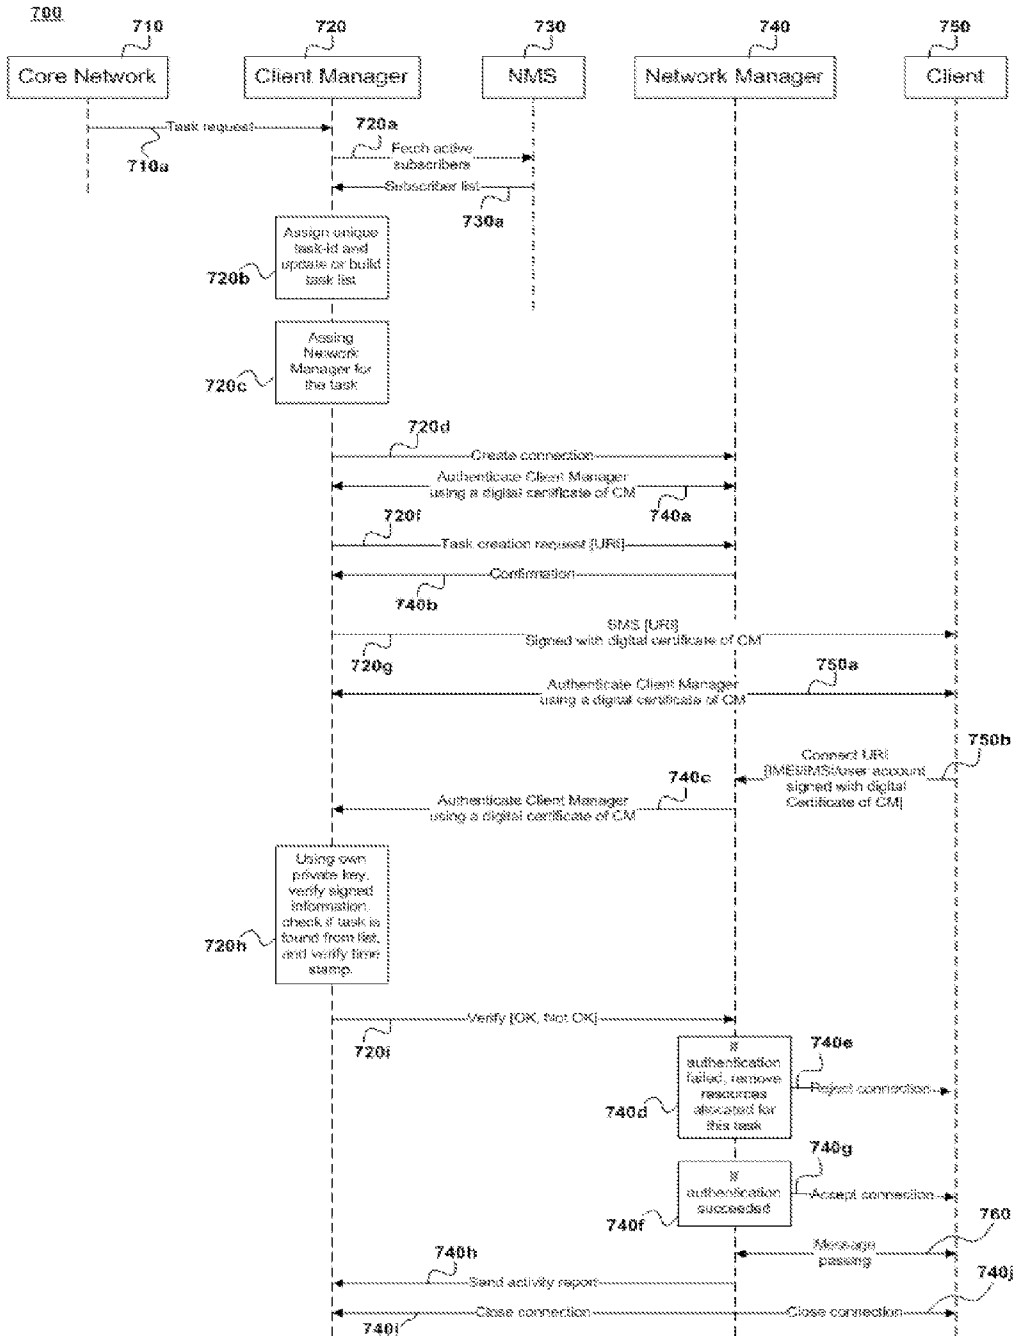 700
710
720
730
740
750
Core Network
Client Manager
NMS
Network Manager
Client
Task request
710a
720a
Fetch active
subscribers
Subscriber list
730a
Assign unique
task-id and
update or build
task list
720b
Assing
Network
Manager for
the task
720c
720d
Create connection
Authenticate Client Manager
using a digital certificate of CM
740a
720f
Task creation request [URI]
Confirmation
740b
SMS [URI]
Signed with digital certificate of CM
720g
750a
Authenticate Client Manager
using a digital certificate of CM
750b
Connect URI
[IMEI/IMSI/user account
signed with digital
Certificate of CM]
740c
Authenticate Client Manager
using a digital certificate of CM
Using own
private key,
verify signed
information,
check if task is
found from list,
and verify time
stamp.
720h
Verify [OK, Not OK]
720i
If
authentication
failed, remove
resources
allocated for
this task
740d
740e
Reject connection
If
authentication
succeeded
740f
740g
Accept connection
760
Message
passing
740h
Send activity report
740j
Close connection
Close connection
740i